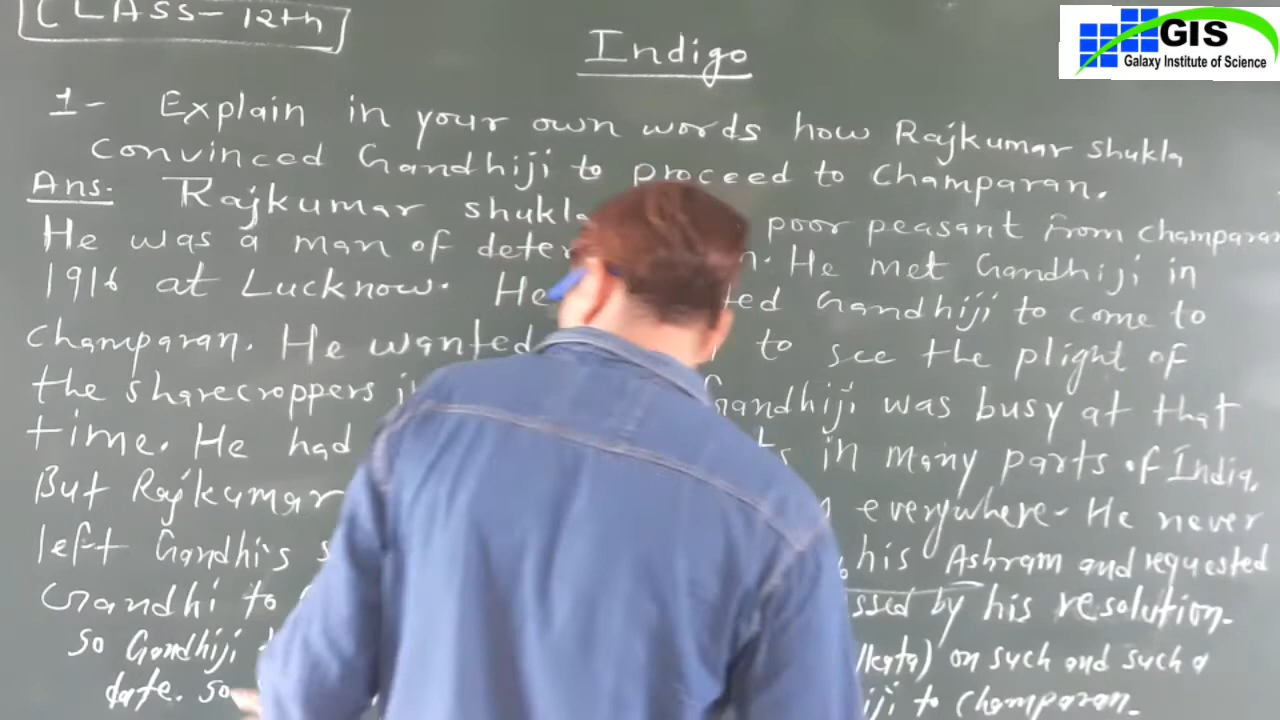 CLASS-12th
Indigo
GIS
Galaxy Institute of Science
1- Explain in your own words how Rajkumar shukla
convinced Gandhiji to proceed to Champaran.
Ans. Rajkumar shukla poor peasant from champaran
He was a man of He met Gandhiji in
1916 at Lucknow. He Gandhiji to come to
champaran. He wanted to see the plight of
the sharecroppers Gandhiji was busy at that
time. He had in many parts of India.
But Rajkumar everywhere. He never
left Gandhi's his Ashram and requested
Gandhi to by his resolution.
So Gandhiji on such and such a
date. So to Champaran.